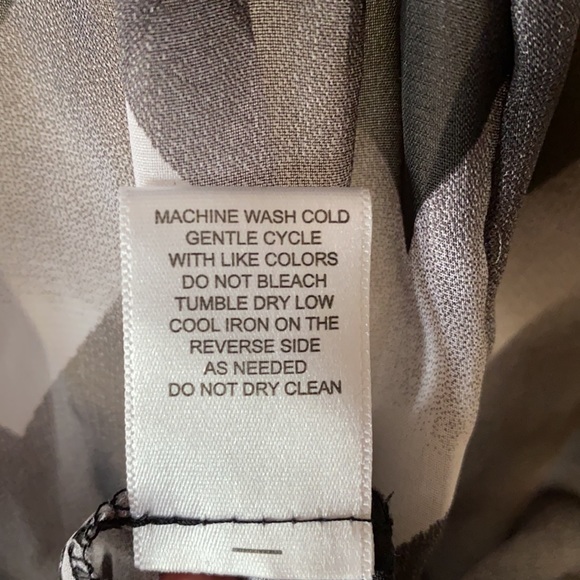 MACHINE WASH COLD
GENTLE CYCLE
WITH LIKE COLORS
DO NOT BLEACH
TUMBLE DRY LOW
COOL IRON ON THE
REVERSE SIDE
AS NEEDED
DO NOT DRY CLEAN